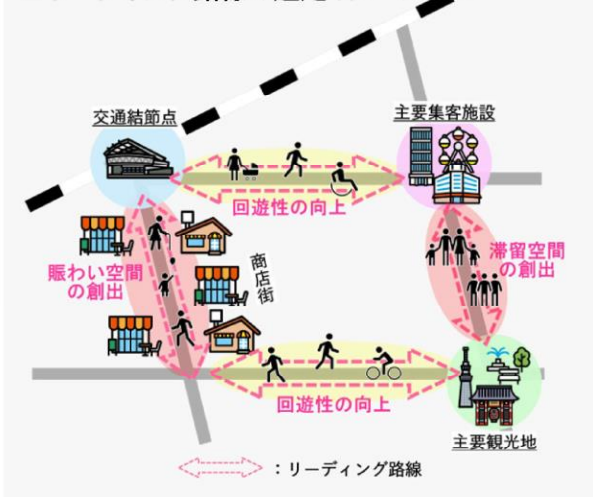 交通結節点
主要集客施設
回遊性の向上
賑わい空間
の創出
商店街
滞留空間
の創出
回遊性の向上
主要観光地
：リーディング路線